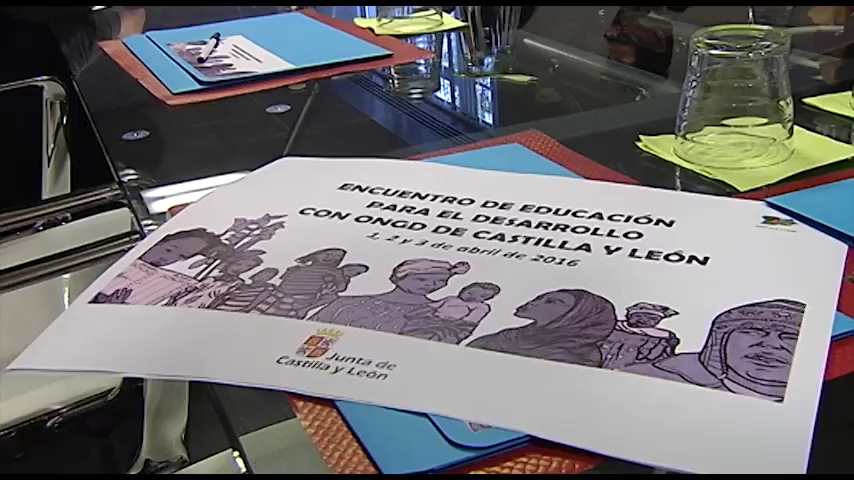 ENCUENTRO DE EDUCACIÓN
PARA EL DESARROLLO
CON ONGD DE CASTILLA Y LEÓN
1, 2 y 3 de abril de 2016
Junta de
Castilla y León